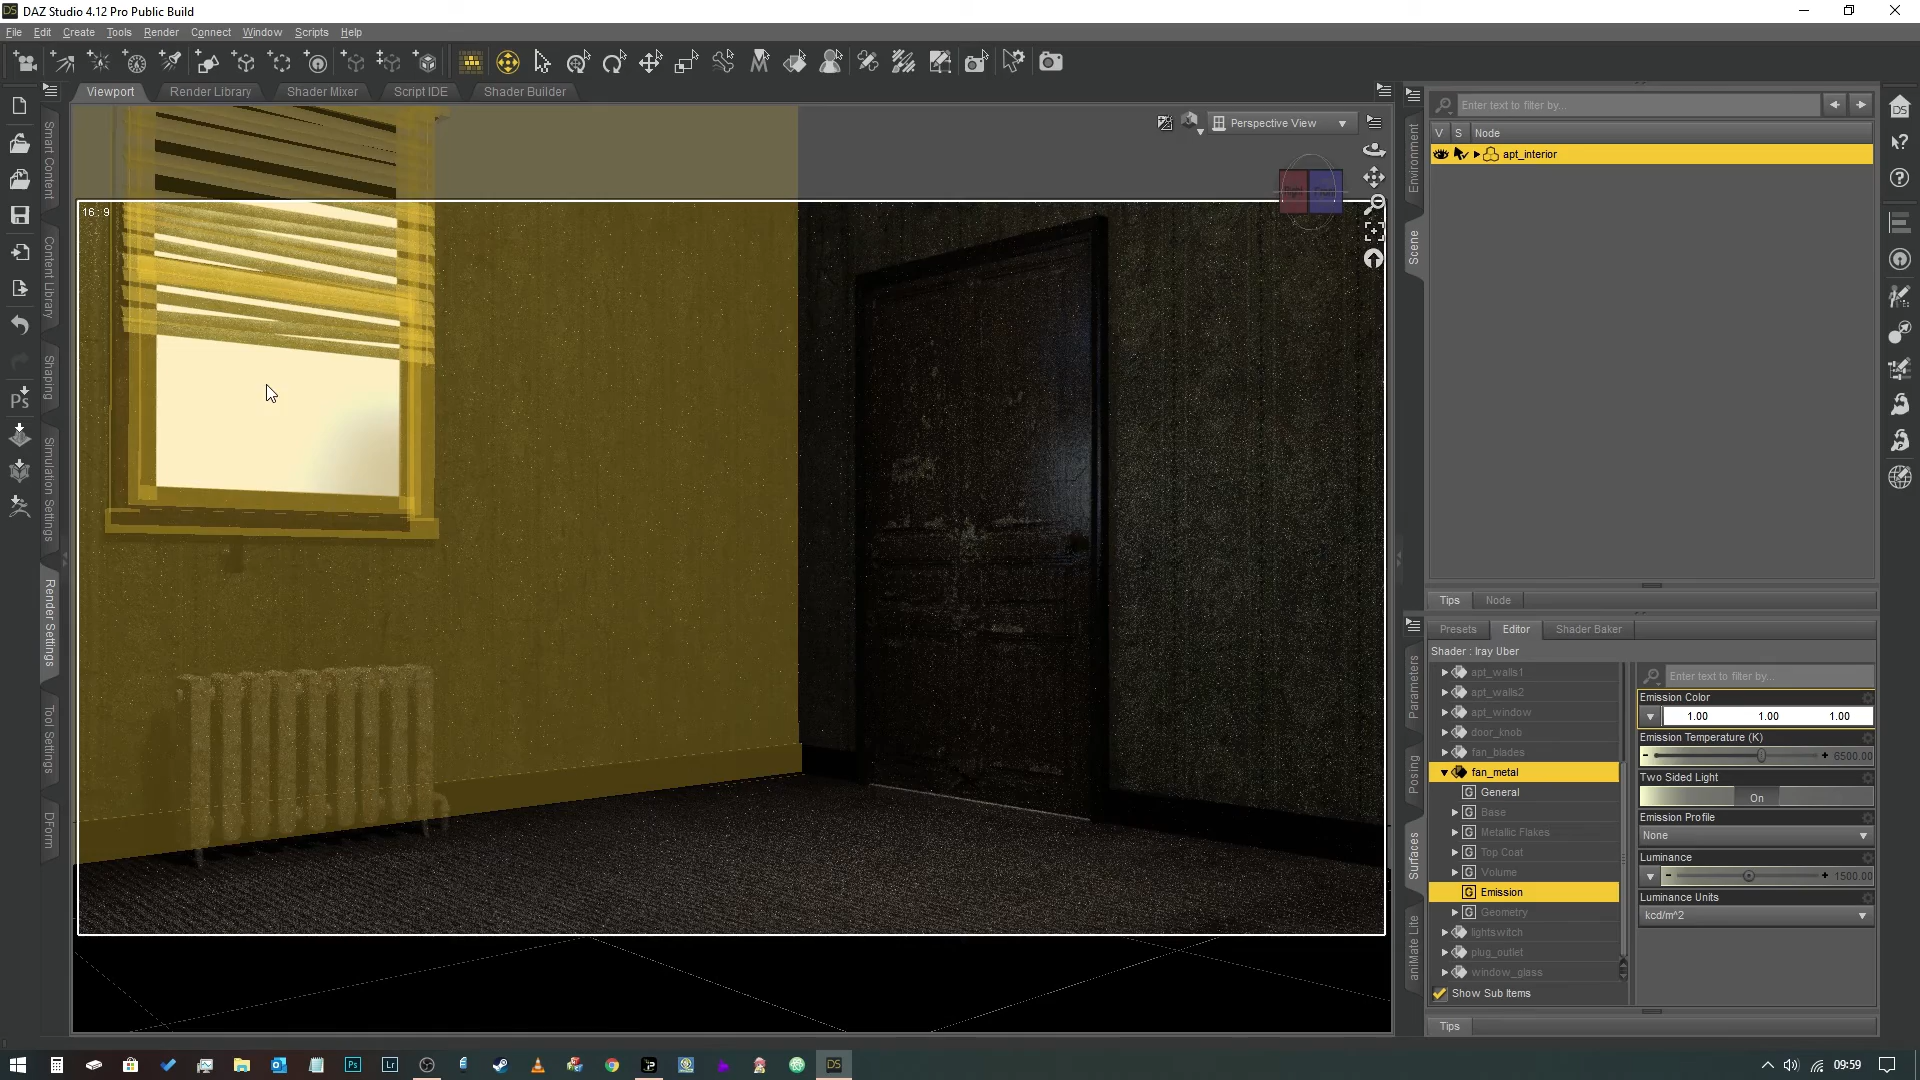 DAZ Studio 4.12 Pro Public Build
File Edit Create Tools Render Connect Window Scripts Help
Viewport Render Library Shader Mixer Script IDE Shader Builder
Smart Content
Content Library
Shaping
Simulation Settings
Render Settings
Tool Settings
DForm
16 : 9
Perspective View
Environment
Scene
Enter text to filter by...
V S Node
apt_interior
Tips Node
Parameters
Posing
Surfaces
aniMate Lite
Presets Editor Shader Baker
Shader : Iray Uber
apt_walls1
apt_walls2
apt_window
door_knob
fan_blades
fan_metal
General
Base
Metallic Flakes
Top Coat
Volume
Emission
Geometry
lightswitch
plug_outlet
window_glass
Show Sub Items
Enter text to filter by...
Emission Color
1.00 1.00 1.00
Emission Temperature (K)
6500.00
Two Sided Light
On
Emission Profile
None
Luminance
1500.00
Luminance Units
kcd/m^2
Tips
09:59